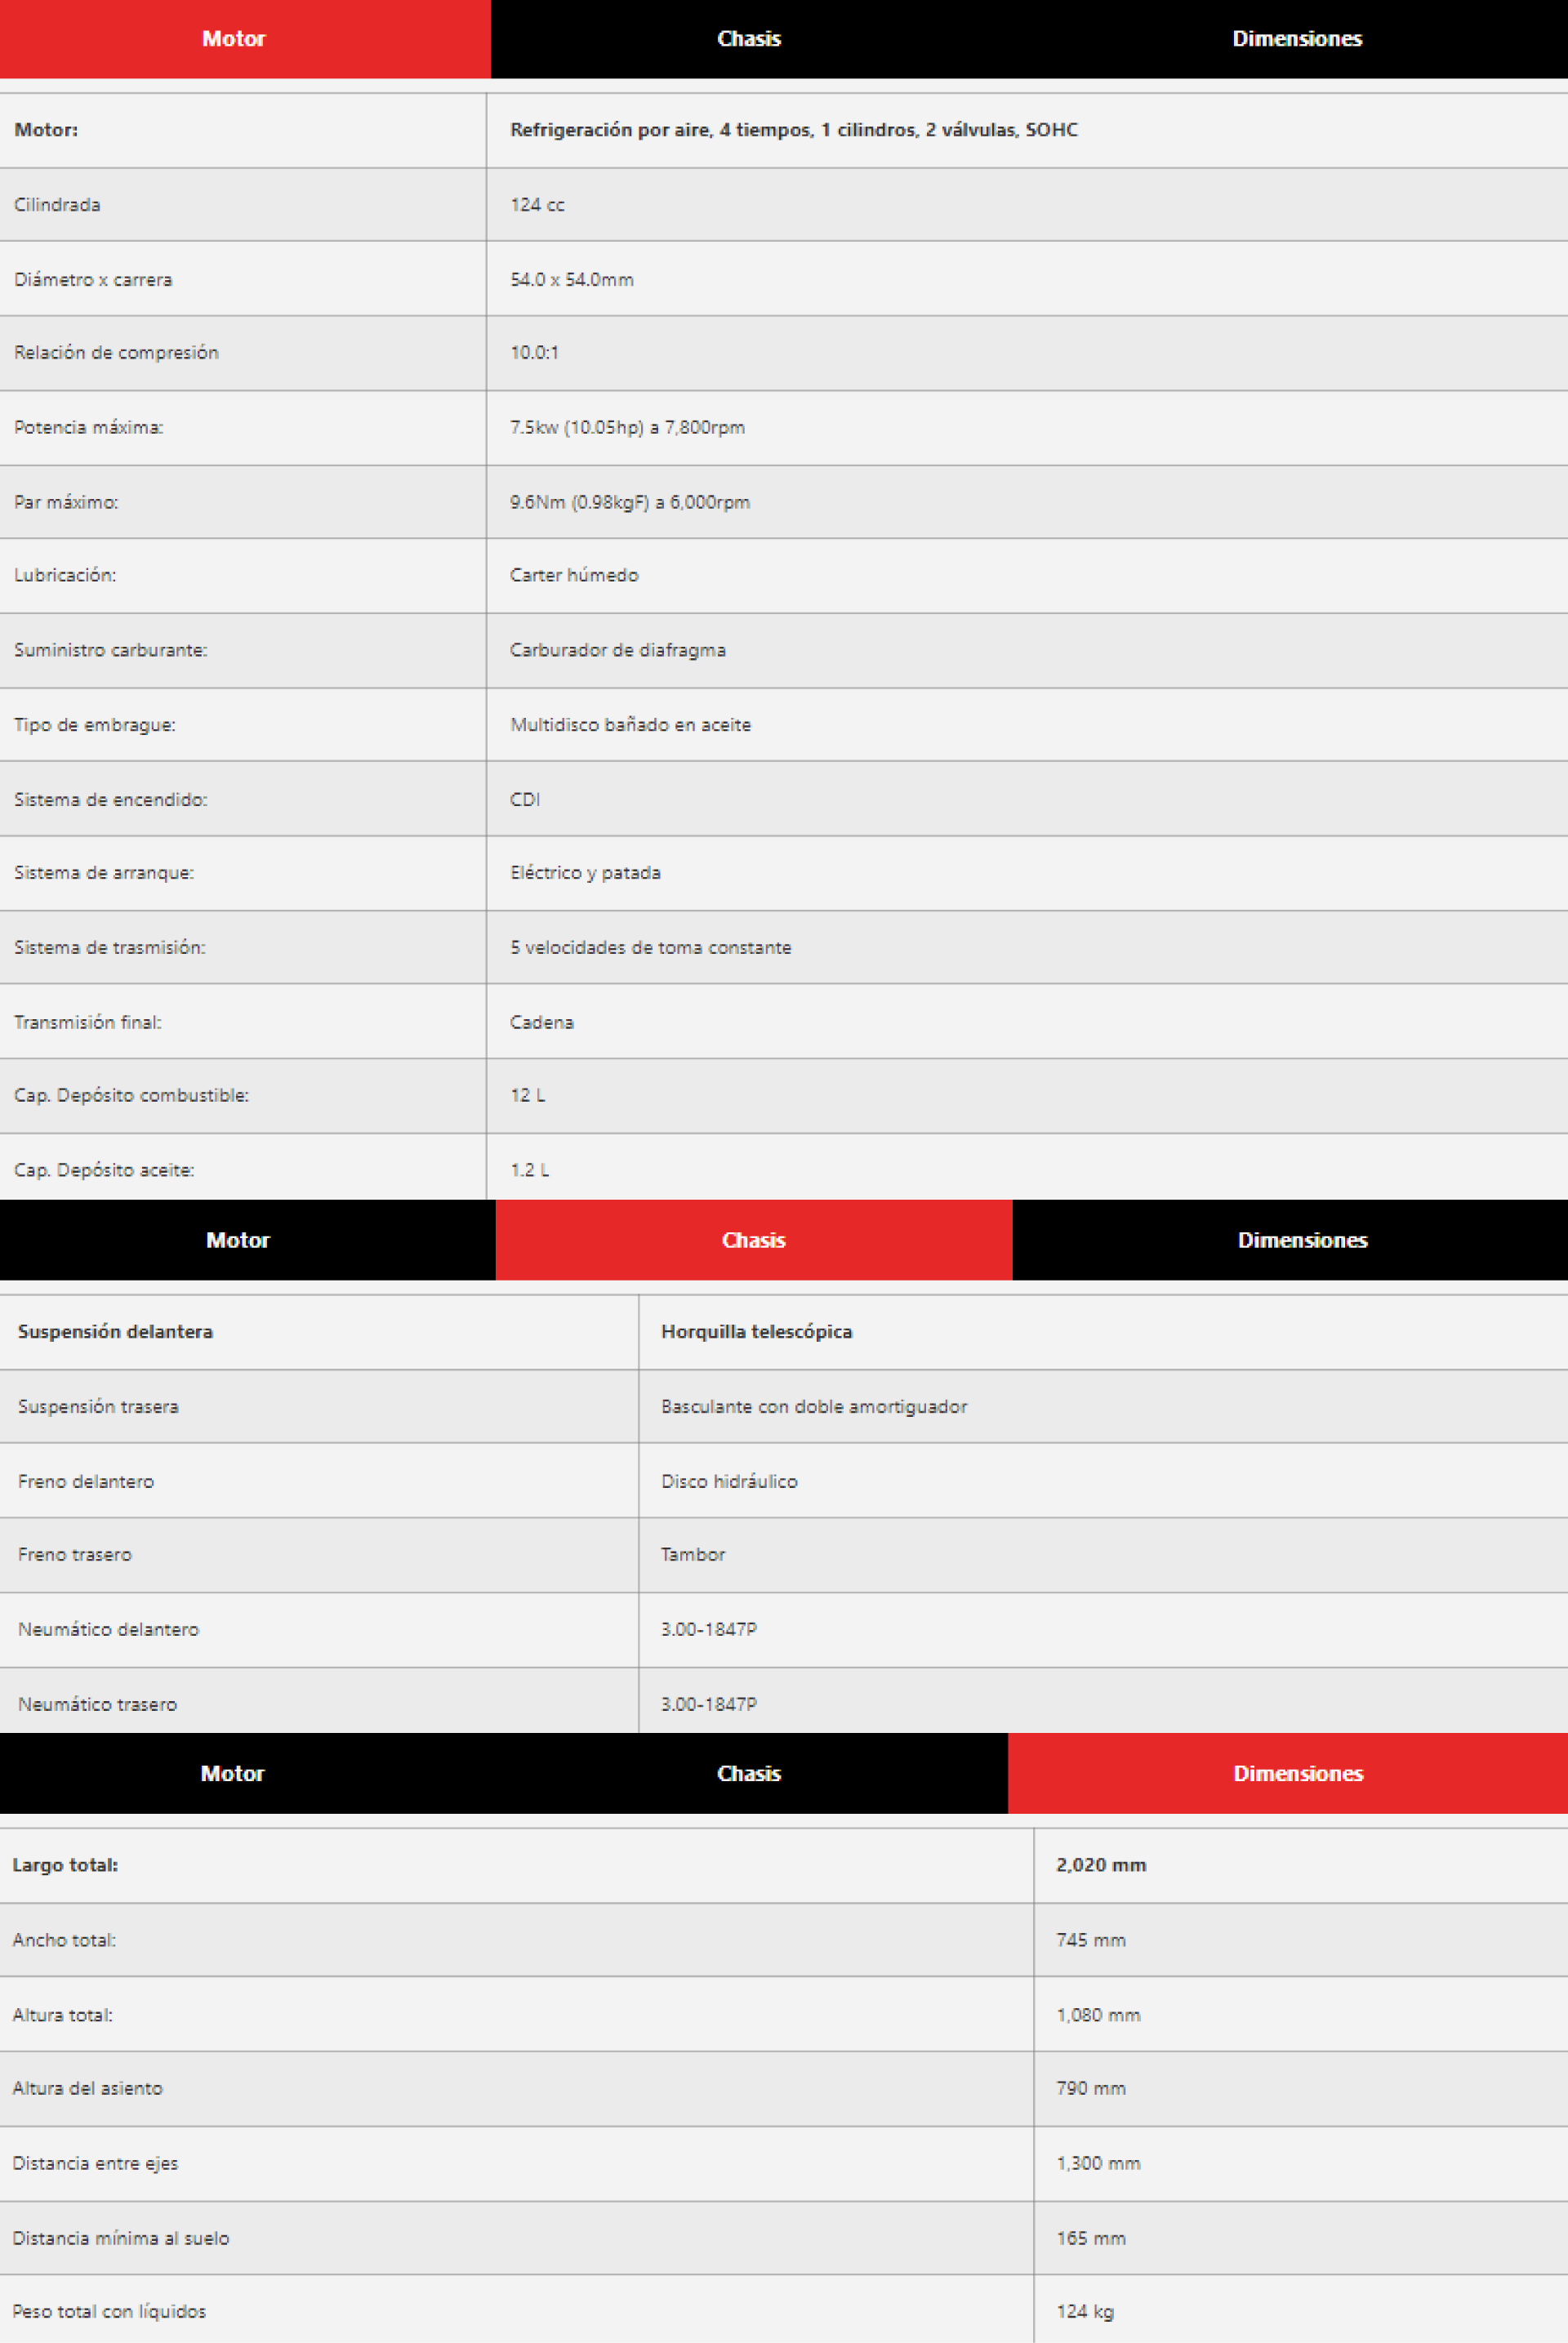 Motor Chasis Dimensiones
Motor: Refrigeración por aire, 4 tiempos, 1 cilindros, 2 válvulas, SOHC
Cilindrada 124 cc
Diámetro x carrera 54.0 x 54.0mm
Relación de compresión 10.0:1
Potencia máxima: 7.5kw (10.05hp) a 7,800rpm
Par máximo: 9.6Nm (0.98kgF) a 6,000rpm
Lubricación: Carter húmedo
Suministro carburante: Carburador de diafragma
Tipo de embrague: Multidisco bañado en aceite
Sistema de encendido: CDI
Sistema de arranque: Eléctrico y patada
Sistema de trasmisión: 5 velocidades de toma constante
Transmisión final: Cadena
Cap. Depósito combustible: 12 L
Cap. Depósito aceite: 1.2 L
Motor Chasis Dimensiones
Suspensión delantera Horquilla telescópica
Suspensión trasera Basculante con doble amortiguador
Freno delantero Disco hidráulico
Freno trasero Tambor
Neumático delantero 3.00-1847P
Neumático trasero 3.00-1847P
Motor Chasis Dimensiones
Largo total: 2,020 mm
Ancho total: 745 mm
Altura total: 1,080 mm
Altura del asiento 790 mm
Distancia entre ejes 1,300 mm
Distancia mínima al suelo 165 mm
Peso total con líquidos 124 kg